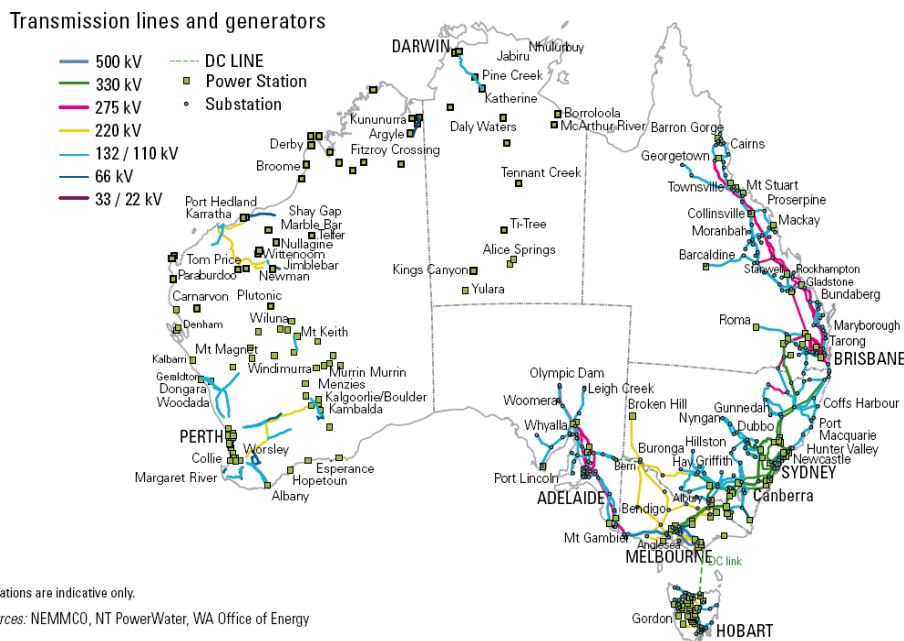 Transmission lines and generators
500 kV
330 kV
275 kV
220 kV
132 / 110 kV
66 kV
33 / 22 kV
DC LINE
Power Station
Substation
DARWIN
Jabiru
Nhulunbuy
Pine Creek
Katherine
Kununurra
Argyle
Daly Waters
Borroloola
McArthur River
Derby
Fitzroy Crossing
Broome
Tennant Creek
Barron Gorge
Cairns
Georgetown
Townsville
Mt Stuart
Proserpine
Collinsville
Mackay
Moranbah
Barcaldine
Stanwell
Rockhampton
Gladstone
Bundaberg
Port Hedland
Karratha
Shay Gap
Marble Bar
Telfer
Nullagine
Wittenoom
Tom Price
Jimblebar
Paraburdoo
Newman
Ti-Tree
Alice Springs
Kings Canyon
Yulara
Carnarvon
Plutonic
Wiluna
Denham
Mt Keith
Roma
Maryborough
Tarong
BRISBANE
Kalbarri
Mt Magnet
Windimurra
Murrin Murrin
Geraldton
Menzies
Dongara
Kalgoorlie/Boulder
Woodada
Kambalda
Olympic Dam
Leigh Creek
Woomera
Broken Hill
Nyngan
Gunnedah
Coffs Harbour
Dubbo
Port
Macquarie
Whyalla
Buronga
Hillston
Hunter Valley
Newcastle
SYDNEY
PERTH
Worsley
Collie
Esperance
Hopetoun
Margaret River
Albany
Port Lincoln
ADELAIDE
Berri
Hay
Griffith
Albury
Canberra
Bendigo
Mt Gambier
Anglesea
MELBOURNE
DC link
Gordon
HOBART
ations are indicative only.
rces: NEMMCO, NT PowerWater, WA Office of Energy